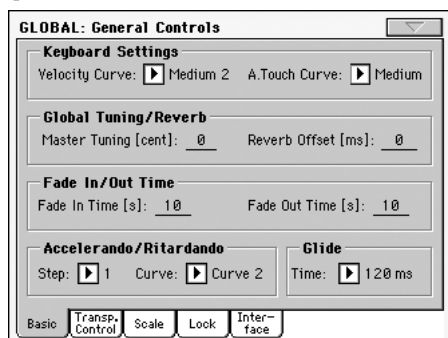 GLOBAL: General Controls
Keyboard Settings
Velocity Curve: Medium 2 A.Touch Curve: Medium
Global Tuning/Reverb
Master Tuning [cent]: 0 Reverb Offset [ms]: 0
Fade In/Out Time
Fade In Time [s]: 10 Fade Out Time [s]: 10
Accelerando/Ritardando Glide
Step: 1 Curve: Curve 2 Time: 120 ms
Basic Transp. Control Scale Lock Inter-face